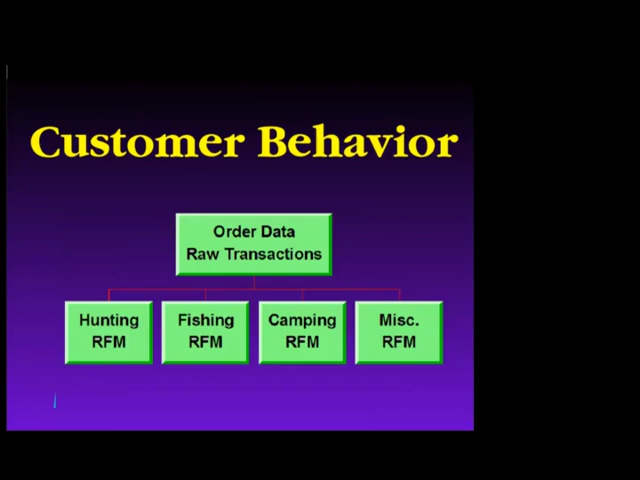 Customer Behavior
Order Data
Raw Transactions
Hunting
RFM
Fishing
RFM
Camping
RFM
Misc.
RFM